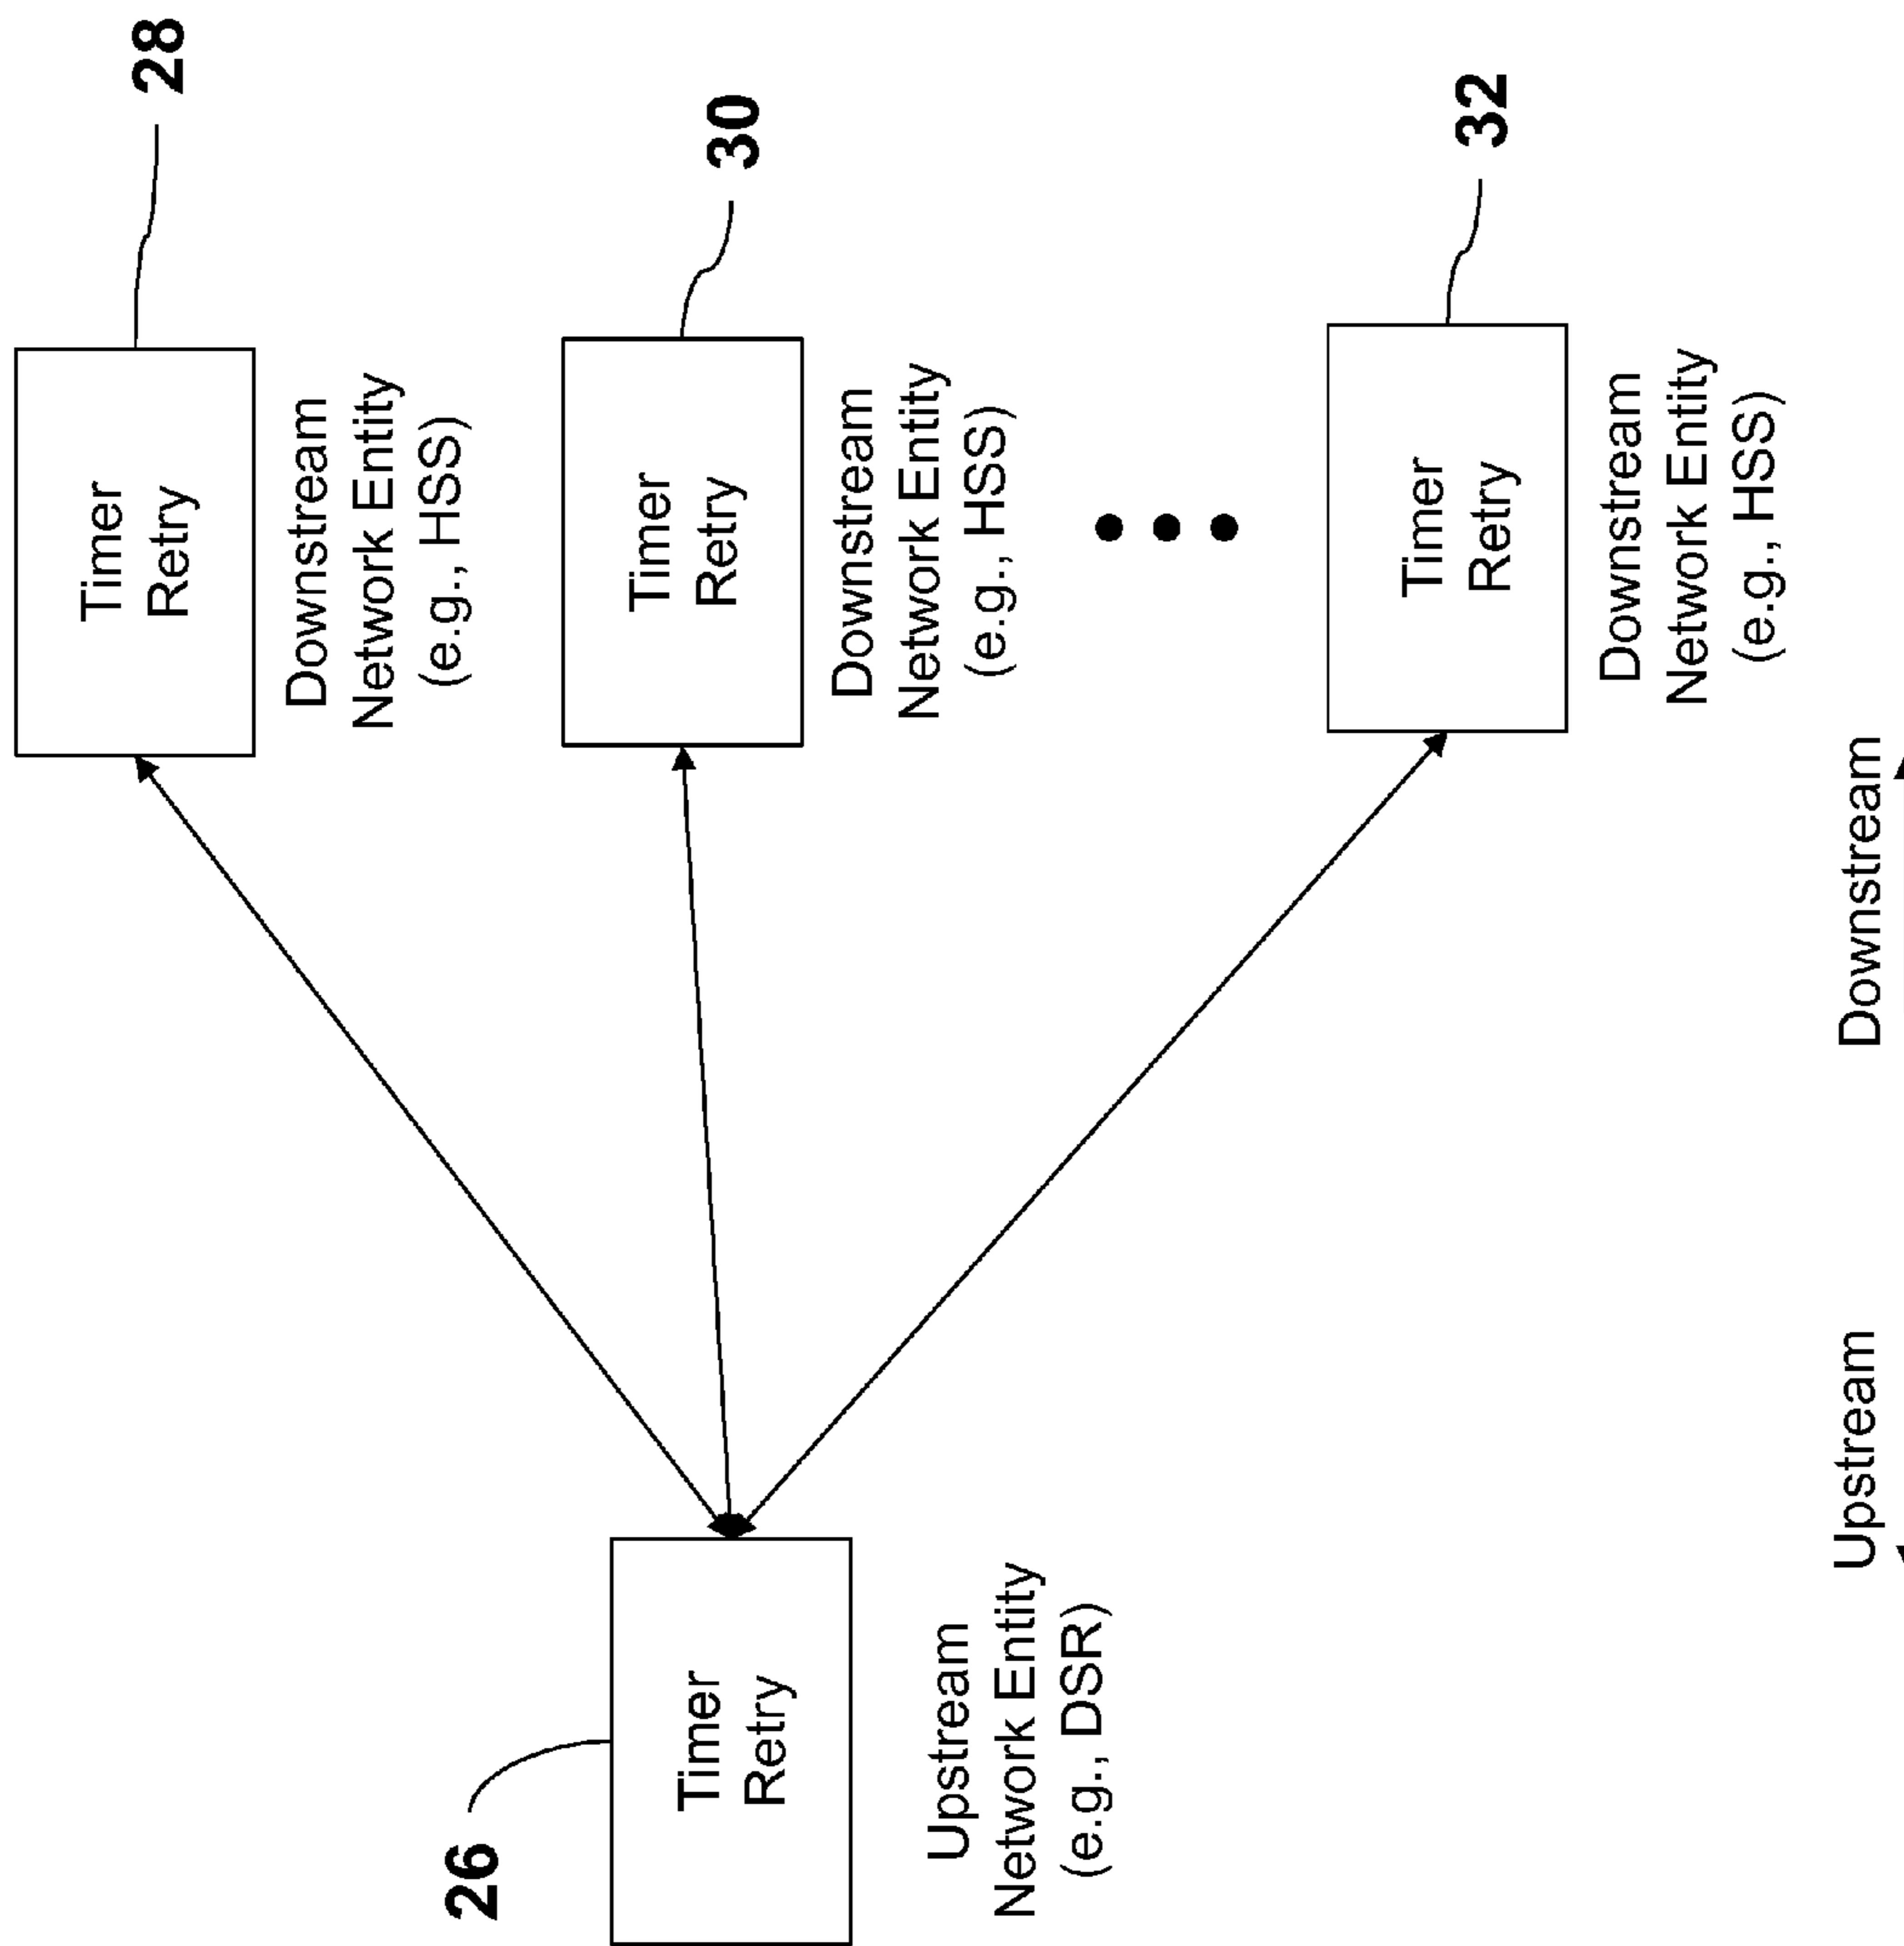 28
Timer
Retry
Downstream
Network Entity
(e.g., HSS)
30
Timer
Retry
Downstream
Network Entity
(e.g., HSS)
26
Timer
Retry
Upstream
Network Entity
(e.g., DSR)
32
Timer
Retry
Downstream
Network Entity
(e.g., HSS)
Upstream
Downstream